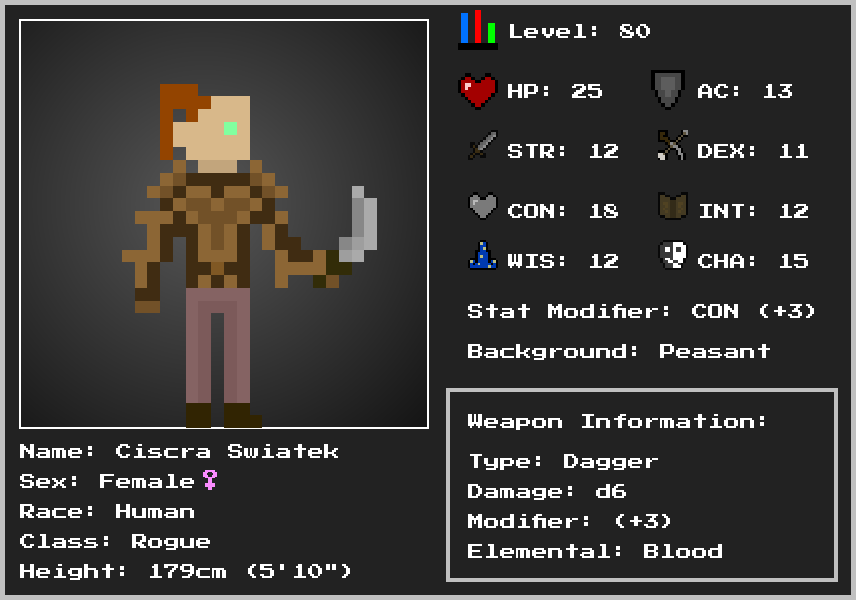 Level: 80
HP: 25 AC: 13
STR: 12 DEX: 11
CON: 18 INT: 12
WIS: 12 CHA: 15
Stat Modifier: CON (+3)
Background: Peasant
Weapon Information:
Type: Dagger
Damage: d6
Modifier: (+3)
Elemental: Blood
Name: Ciscra Swiatek
Sex: Female♀
Race: Human
Class: Rogue
Height: 179cm (5'10")